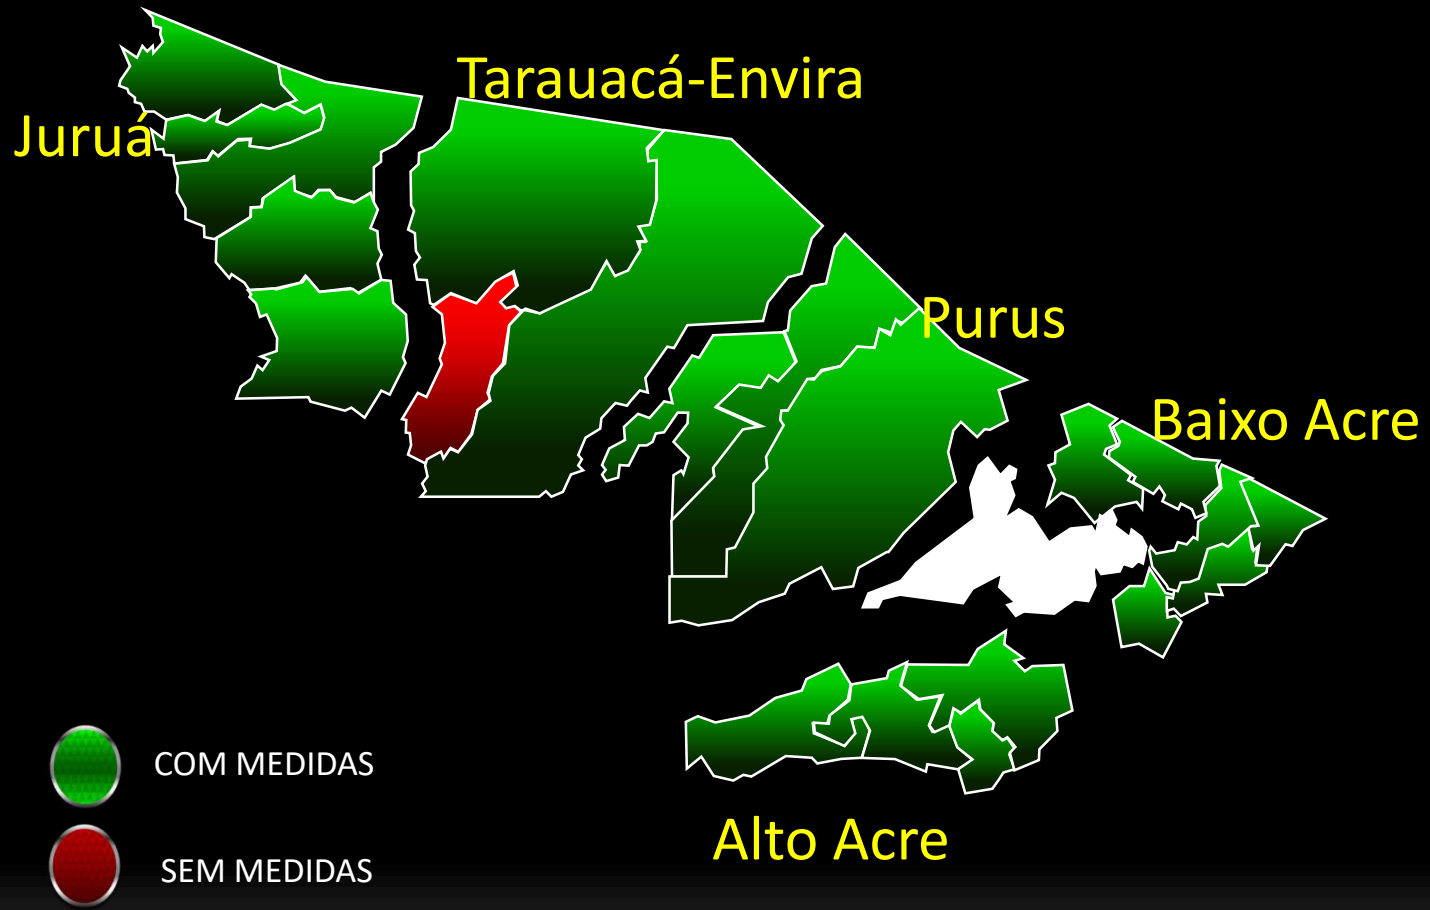 Tarauacá-Envira
Juruá
Purus
Baixo Acre
COM MEDIDAS
Alto Acre
SEM MEDIDAS